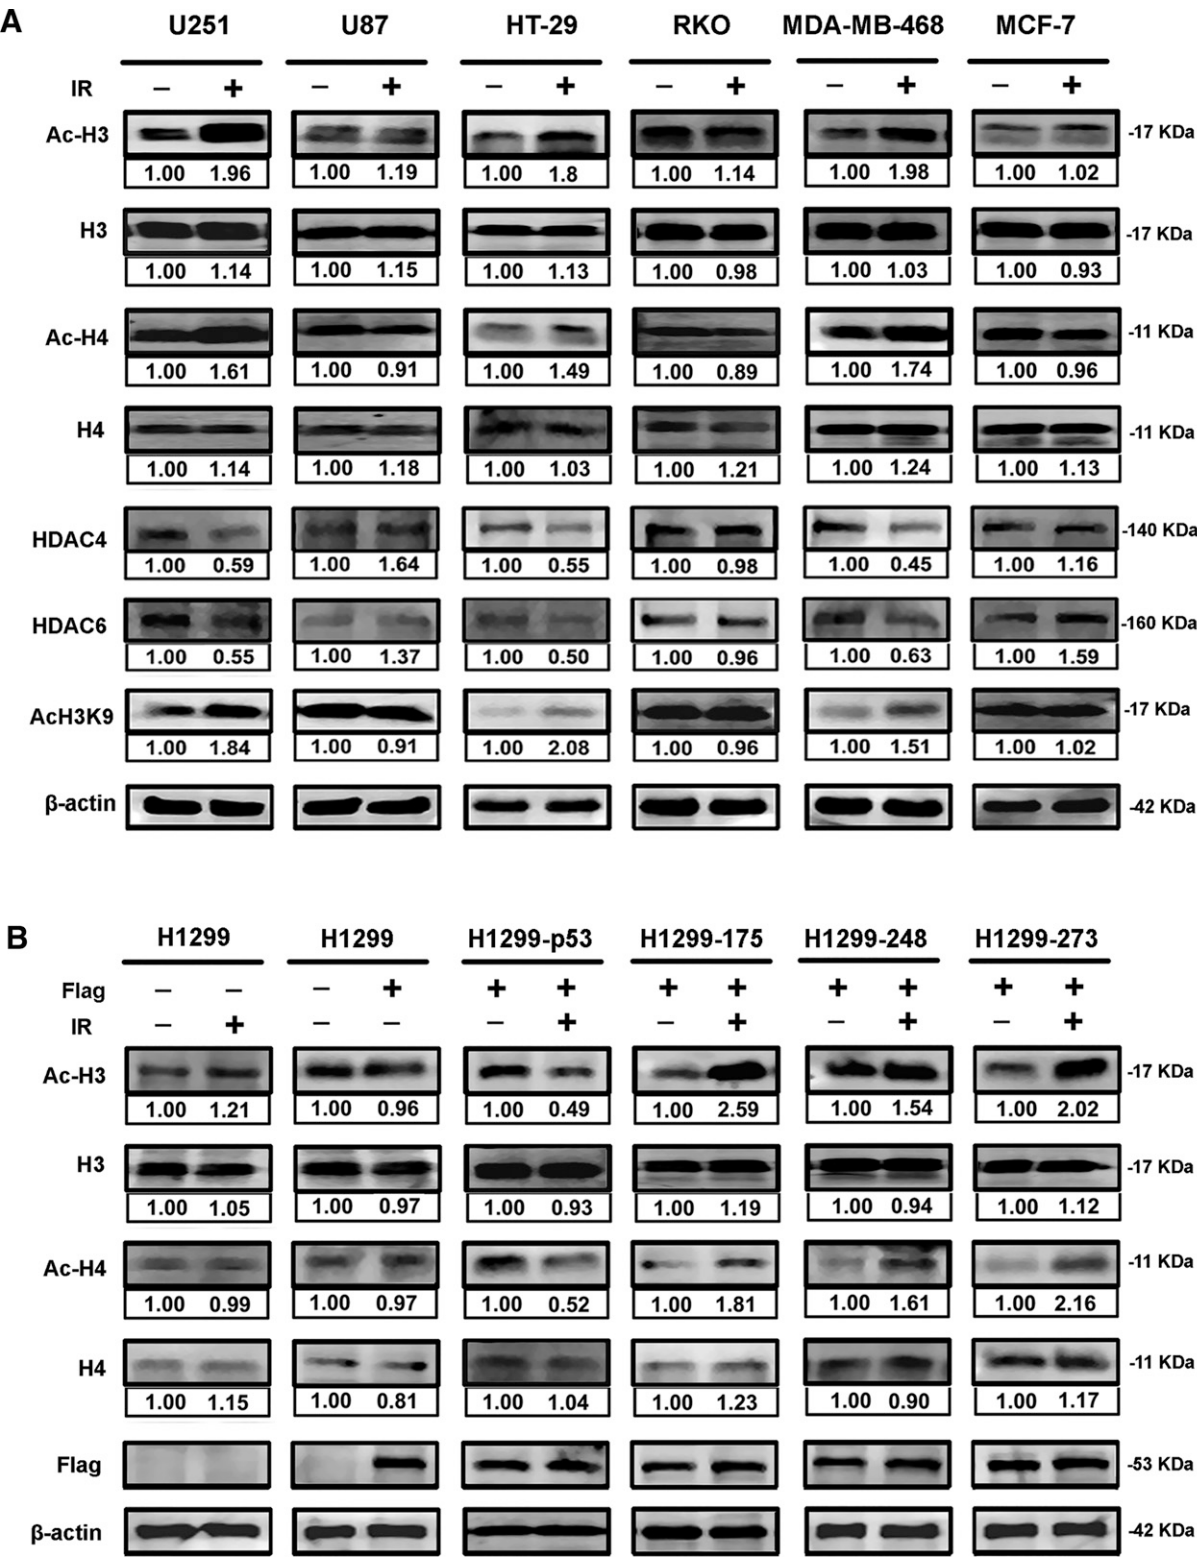 A
U251 U87 HT-29 RKO MDA-MB-468 MCF-7
IR – + – + – + – + – + – +
Ac-H3 -17 KDa
1.00 1.96 1.00 1.19 1.00 1.8 1.00 1.14 1.00 1.98 1.00 1.02
H3 -17 KDa
1.00 1.14 1.00 1.15 1.00 1.13 1.00 0.98 1.00 1.03 1.00 0.93
Ac-H4 -11 KDa
1.00 1.61 1.00 0.91 1.00 1.49 1.00 0.89 1.00 1.74 1.00 0.96
H4 -11 KDa
1.00 1.14 1.00 1.18 1.00 1.03 1.00 1.21 1.00 1.24 1.00 1.13
HDAC4 -140 KDa
1.00 0.59 1.00 1.64 1.00 0.55 1.00 0.98 1.00 0.45 1.00 1.16
HDAC6 -160 KDa
1.00 0.55 1.00 1.37 1.00 0.50 1.00 0.96 1.00 0.63 1.00 1.59
AcH3K9 -17 KDa
1.00 1.84 1.00 0.91 1.00 2.08 1.00 0.96 1.00 1.51 1.00 1.02
β-actin -42 KDa
B
H1299 H1299 H1299-p53 H1299-175 H1299-248 H1299-273
Flag – – – + + + + + + + + +
IR – + – – – + – + – + – +
Ac-H3 -17 KDa
1.00 1.21 1.00 0.96 1.00 0.49 1.00 2.59 1.00 1.54 1.00 2.02
H3 -17 KDa
1.00 1.05 1.00 0.97 1.00 0.93 1.00 1.19 1.00 0.94 1.00 1.12
Ac-H4 -11 KDa
1.00 0.99 1.00 0.97 1.00 0.52 1.00 1.81 1.00 1.61 1.00 2.16
H4 -11 KDa
1.00 1.15 1.00 0.81 1.00 1.04 1.00 1.23 1.00 0.90 1.00 1.17
Flag -53 KDa
β-actin -42 KDa